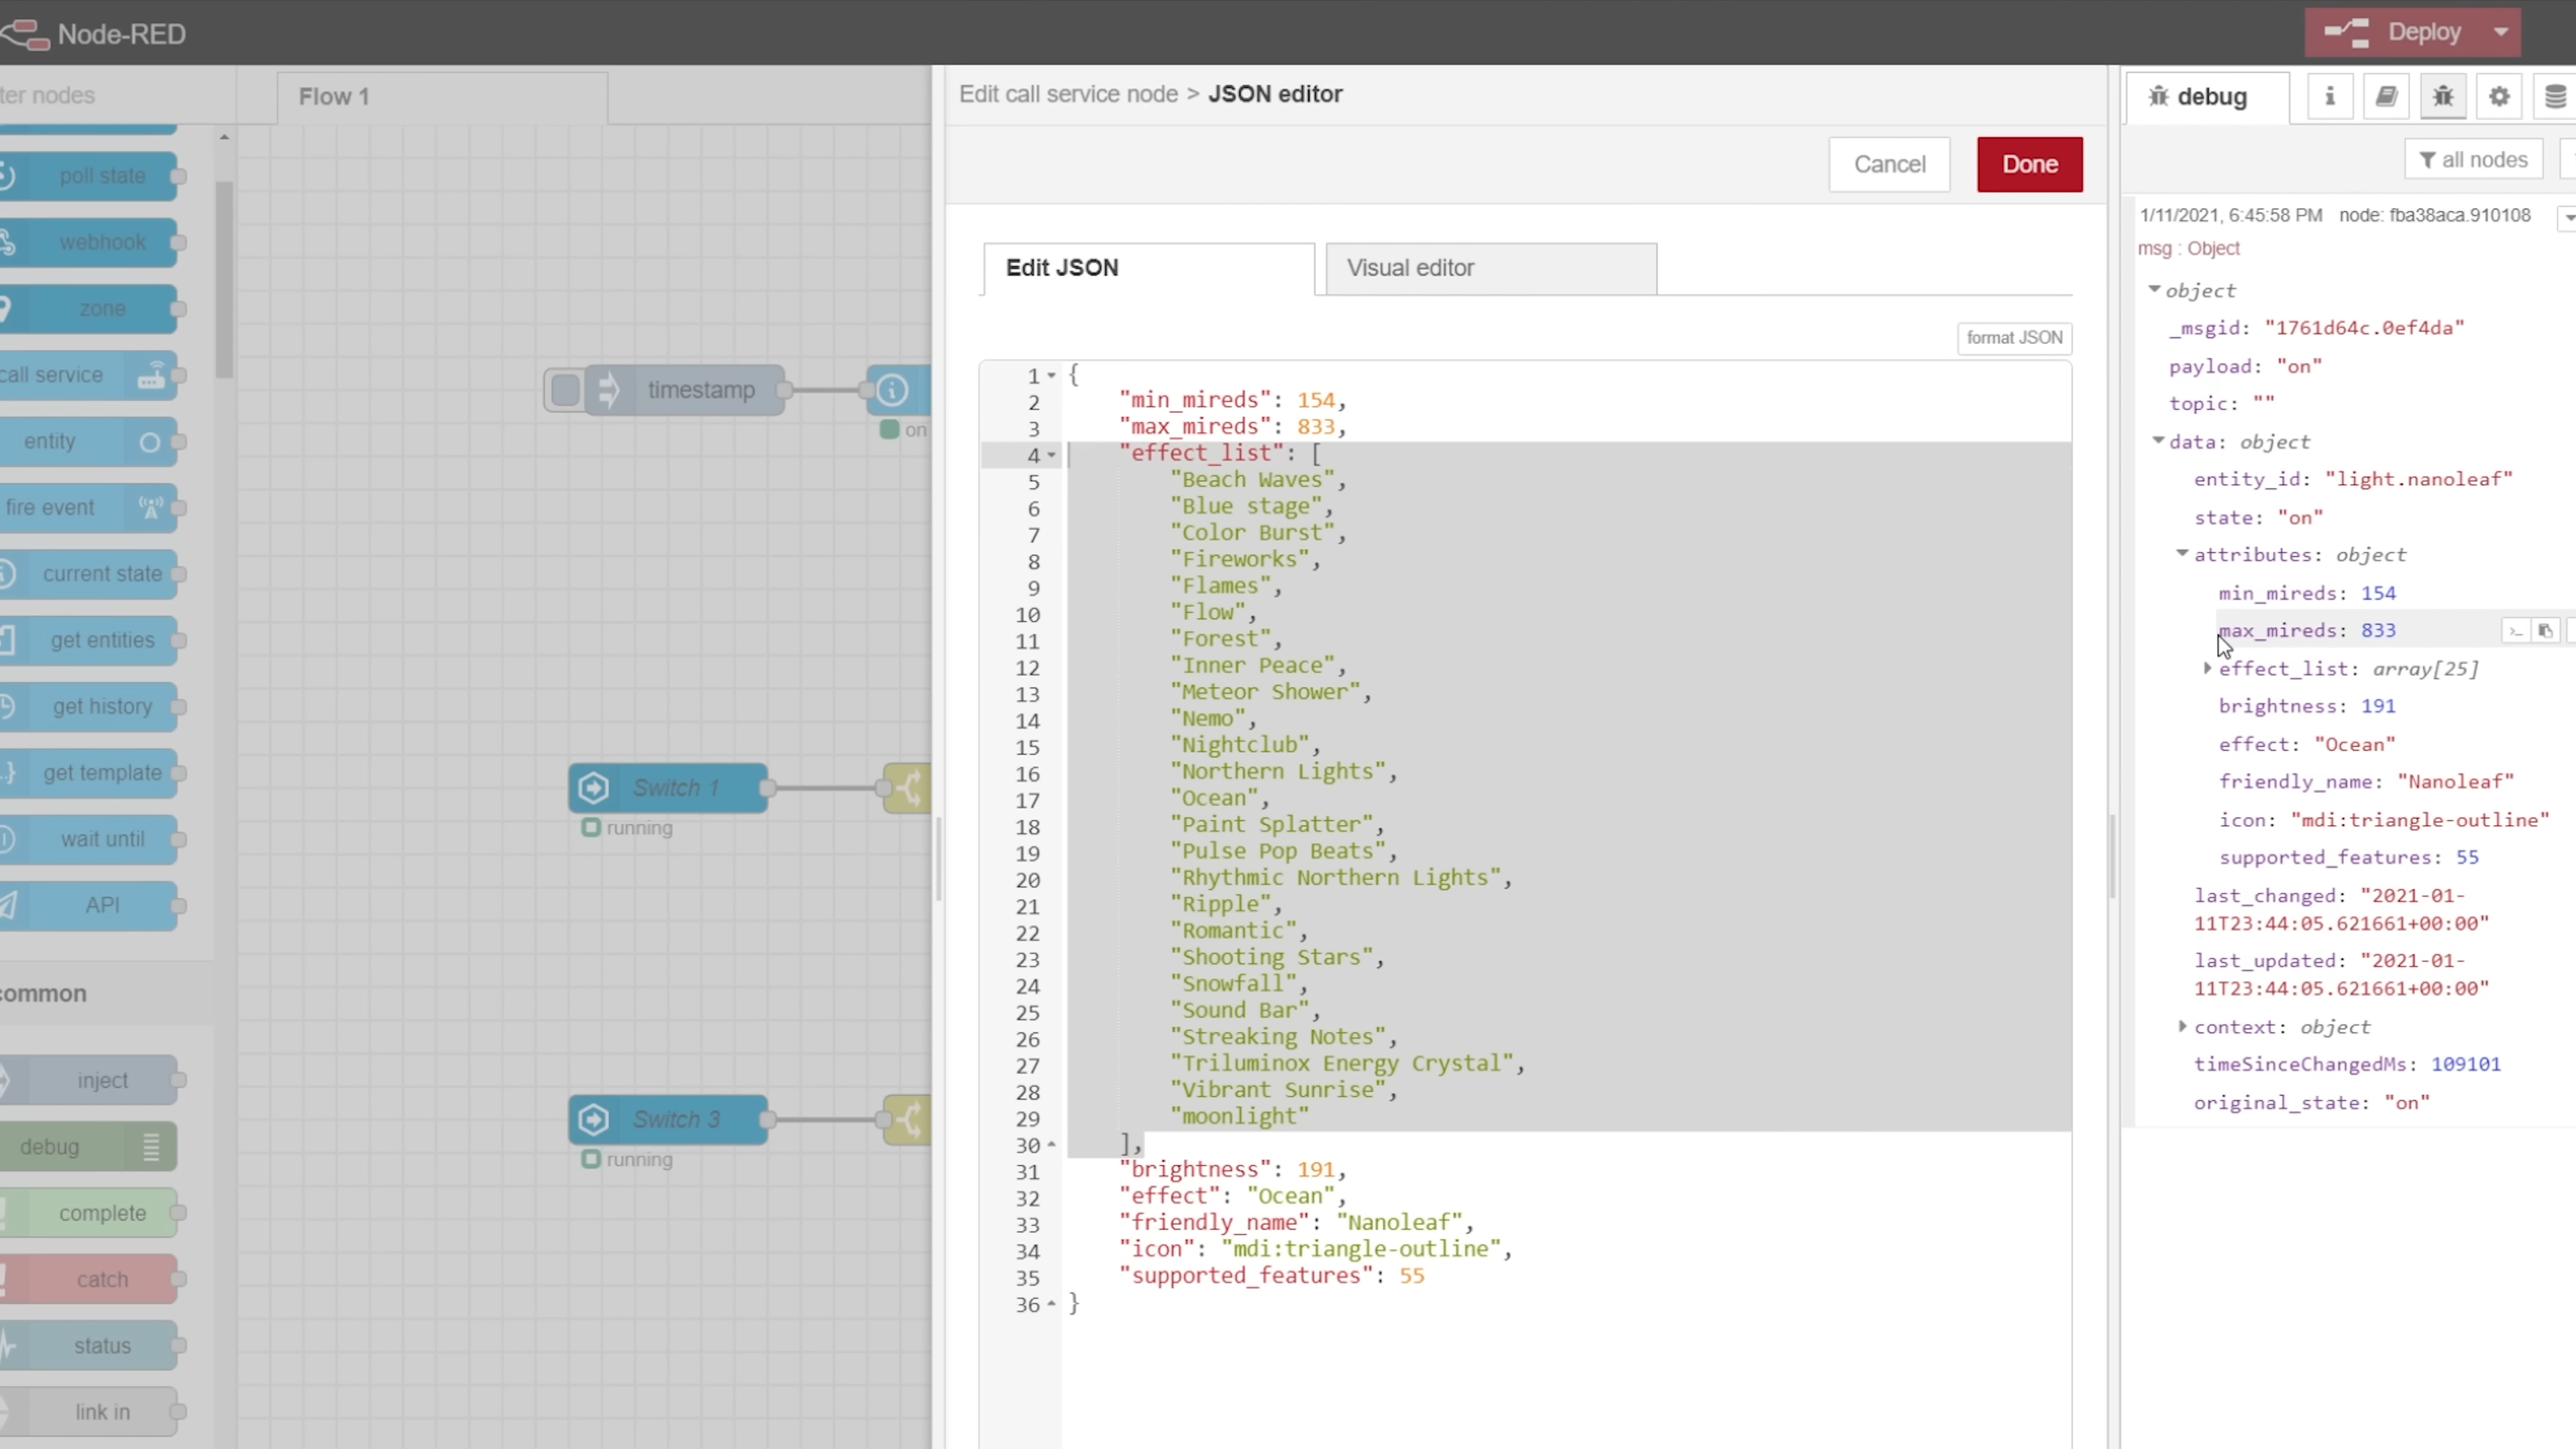 Node-RED
Deploy
ter nodes
Flow 1
poll state
webhook
zone
call service
entity
fire event
current state
get entities
get history
get template
wait until
API
common
inject
debug
complete
catch
status
link in
timestamp
on
Switch 1
running
Switch 3
running
Edit call service node > JSON editor
Cancel
Done
Edit JSON
Visual editor
format JSON
1 {
2 "min_mireds": 154,
3 "max_mireds": 833,
4 "effect_list": [
5 "Beach Waves",
6 "Blue stage",
7 "Color Burst",
8 "Fireworks",
9 "Flames",
10 "Flow",
11 "Forest",
12 "Inner Peace",
13 "Meteor Shower",
14 "Nemo",
15 "Nightclub",
16 "Northern Lights",
17 "Ocean",
18 "Paint Splatter",
19 "Pulse Pop Beats",
20 "Rhythmic Northern Lights",
21 "Ripple",
22 "Romantic",
23 "Shooting Stars",
24 "Snowfall",
25 "Sound Bar",
26 "Streaking Notes",
27 "Triluminox Energy Crystal",
28 "Vibrant Sunrise",
29 "moonlight"
30 ],
31 "brightness": 191,
32 "effect": "Ocean",
33 "friendly_name": "Nanoleaf",
34 "icon": "mdi:triangle-outline",
35 "supported_features": 55
36 }
debug
all nodes
1/11/2021, 6:45:58 PM node: fba38aca.910108
msg : Object
object
_msgid: "1761d64c.0ef4da"
payload: "on"
topic: ""
data: object
entity_id: "light.nanoleaf"
state: "on"
attributes: object
min_mireds: 154
max_mireds: 833
effect_list: array[25]
brightness: 191
effect: "Ocean"
friendly_name: "Nanoleaf"
icon: "mdi:triangle-outline"
supported_features: 55
last_changed: "2021-01-
11T23:44:05.621661+00:00"
last_updated: "2021-01-
11T23:44:05.621661+00:00"
context: object
timeSinceChangedMs: 109101
original_state: "on"